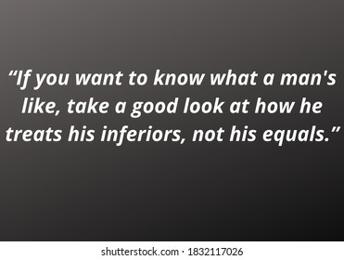 “If you want to know what a man's
like, take a good look at how he
treats his inferiors, not his equals.”
shutterstock.com · 1832117026